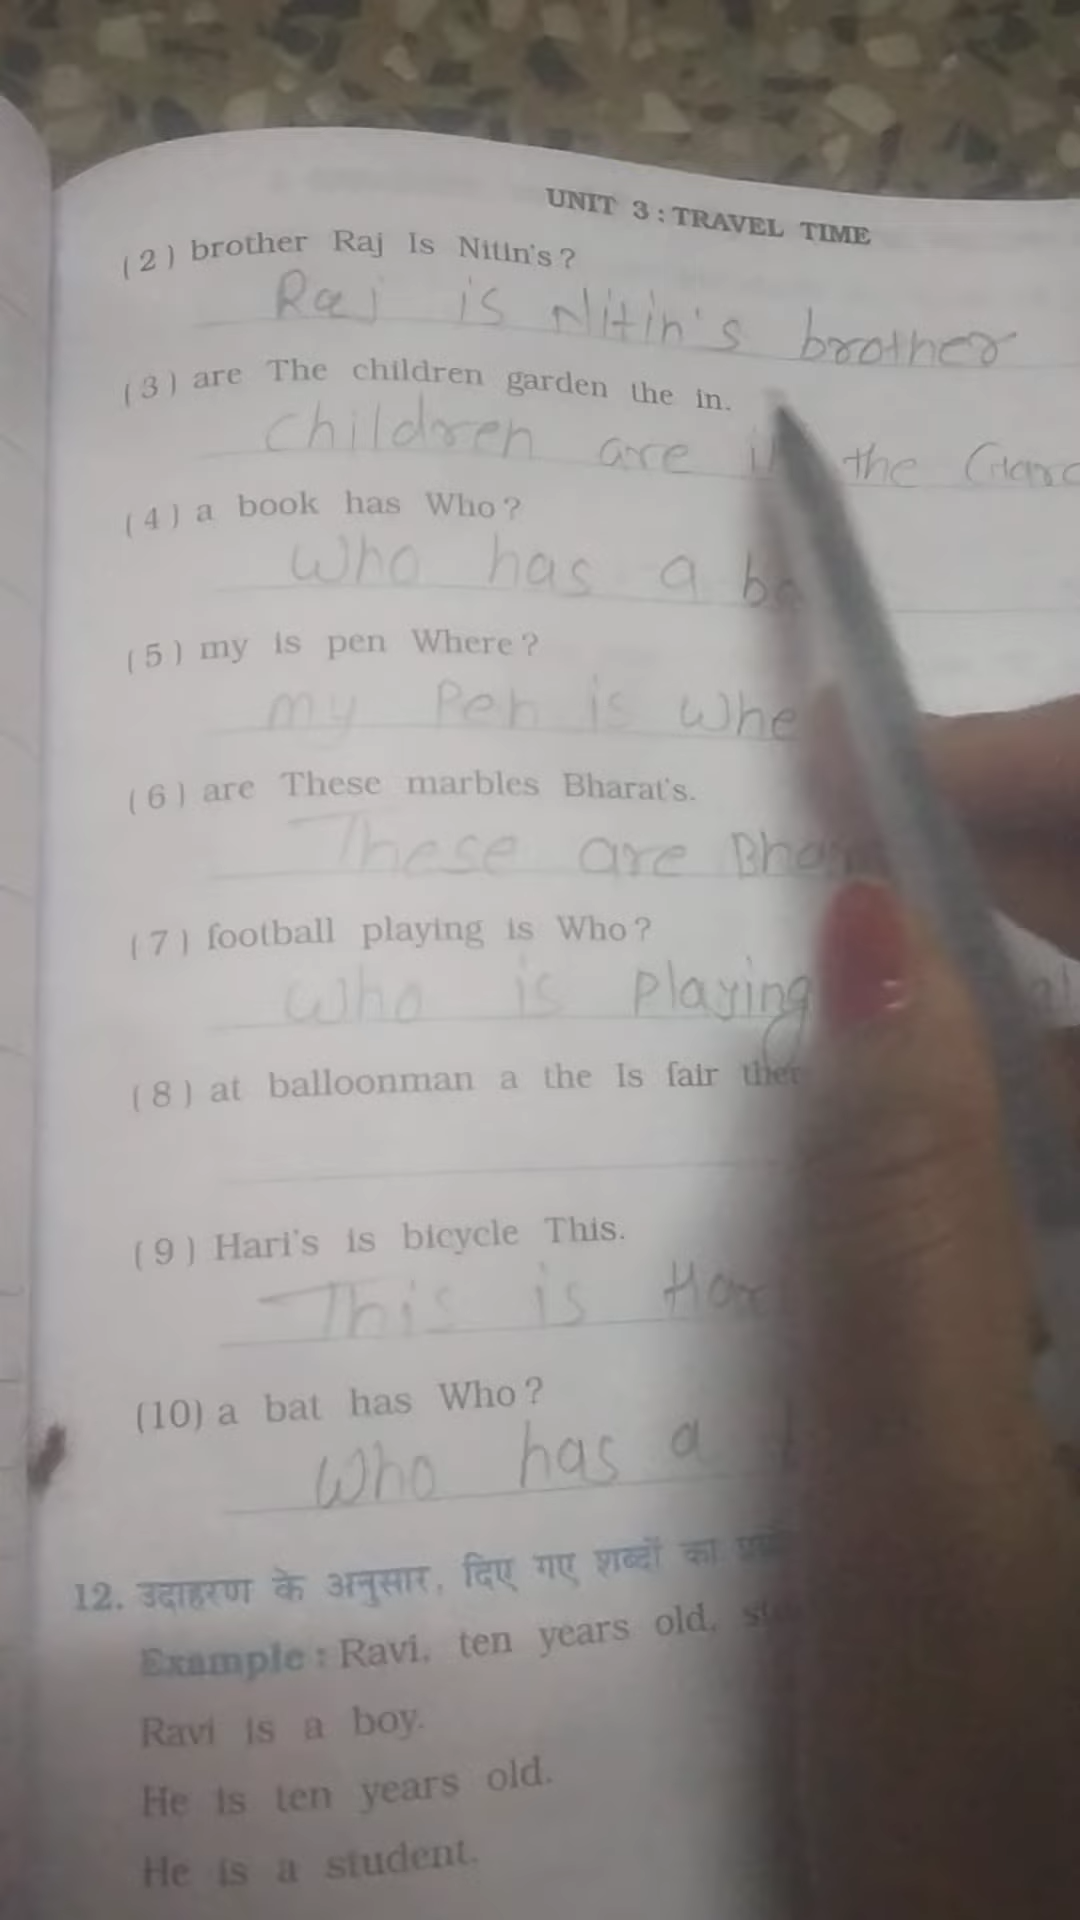 UNIT 3 : TRAVEL TIME
(2) brother Raj Is Nitin's ?
Raj is Nitin's brother
(3) are The children garden the in.
children are the
(4) a book has Who ?
Who has a
(5) my is pen Where ?
my Pen is
(6) are These marbles Bharat's.
These are
(7) football playing is Who ?
Who is playing
(8) at balloonman a the Is fair
(9) Hari's is bicycle This.
This is
(10) a bat has Who ?
Who has a
12. उदाहरण के अनुसार, दिए गए शब्दों का
Example : Ravi, ten years old,
Ravi is a boy.
He is ten years old.
He is a student.